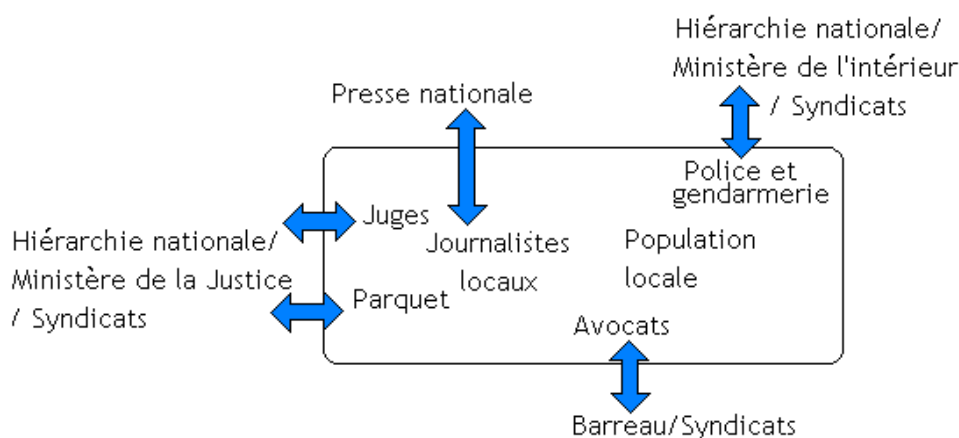 Hiérarchie nationale/
Ministère de l'intérieur
/ Syndicats
Presse nationale
Police et
gendarmerie
Juges
Journalistes
locaux
Population
locale
Hiérarchie nationale/
Ministère de la Justice
/ Syndicats
Parquet
Avocats
Barreau/Syndicats